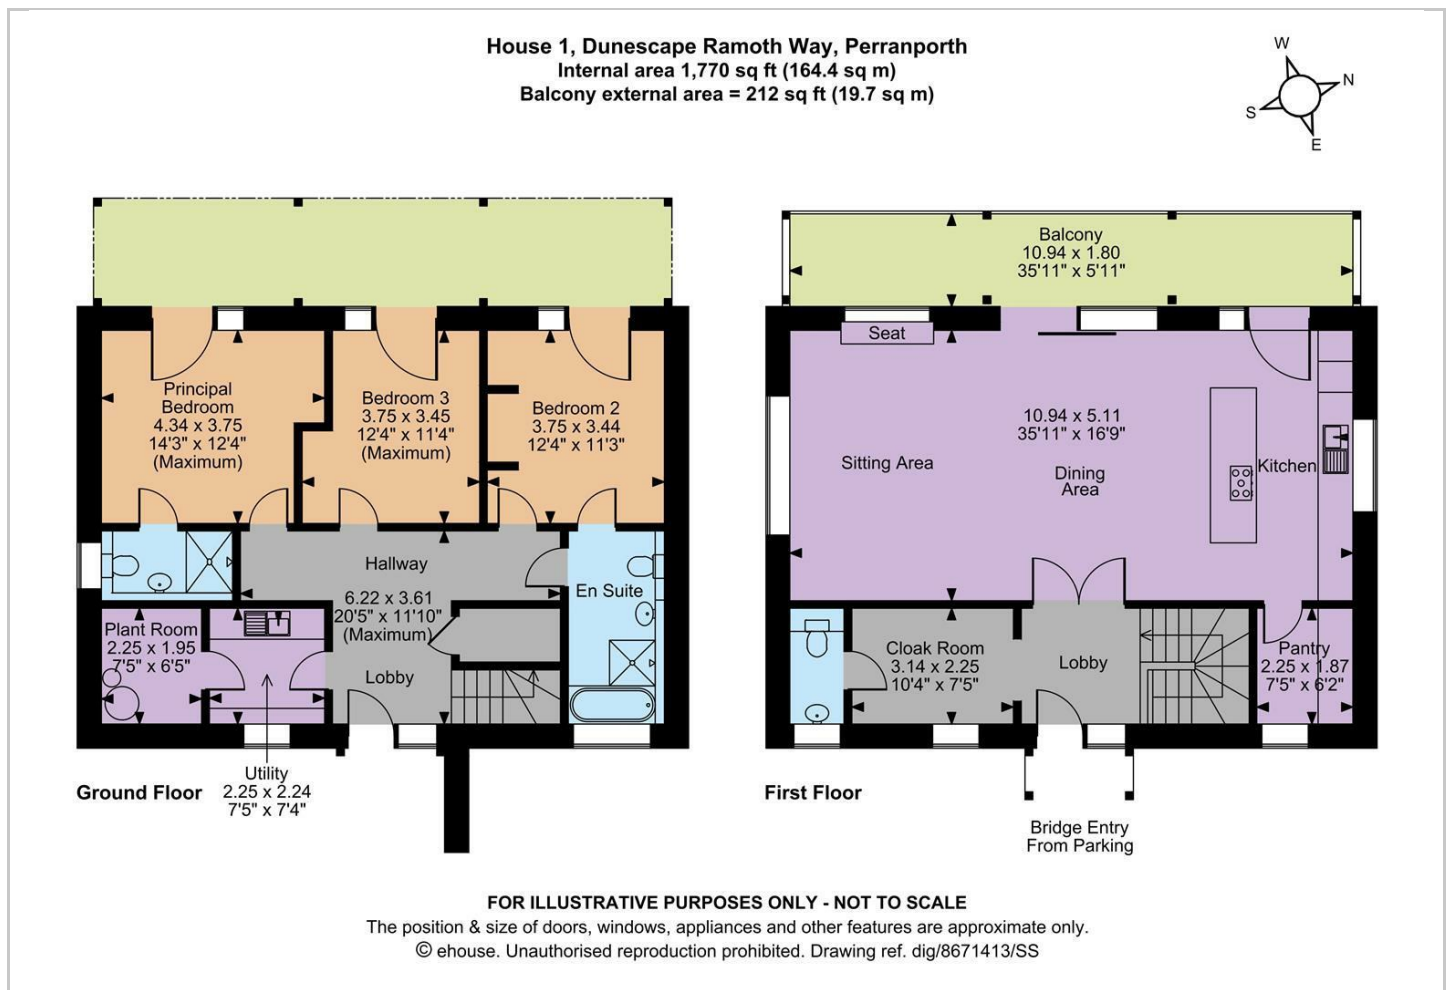 House 1, Dunescape Ramoth Way, Perranporth
Internal area 1,770 sq ft (164.4 sq m)
Balcony external area = 212 sq ft (19.7 sq m)
W
N
S
E
Principal
Bedroom
4.34 x 3.75
14'3" x 12'4"
(Maximum)
Bedroom 3
3.75 x 3.45
12'4" x 11'4"
(Maximum)
Bedroom 2
3.75 x 3.44
12'4" x 11'3"
Hallway
6.22 x 3.61
20'5" x 11'10"
(Maximum)
Lobby
En Suite
Plant Room
2.25 x 1.95
7'5" x 6'5"
Utility
2.25 x 2.24
7'5" x 7'4"
Ground Floor
Balcony
10.94 x 1.80
35'11" x 5'11"
Seat
10.94 x 5.11
35'11" x 16'9"
Sitting Area
Dining
Area
Kitchen
Cloak Room
3.14 x 2.25
10'4" x 7'5"
Lobby
Pantry
2.25 x 1.87
7'5" x 6'2"
First Floor
Bridge Entry
From Parking
FOR ILLUSTRATIVE PURPOSES ONLY - NOT TO SCALE
The position & size of doors, windows, appliances and other features are approximate only.
© ehouse. Unauthorised reproduction prohibited. Drawing ref. dig/8671413/SS